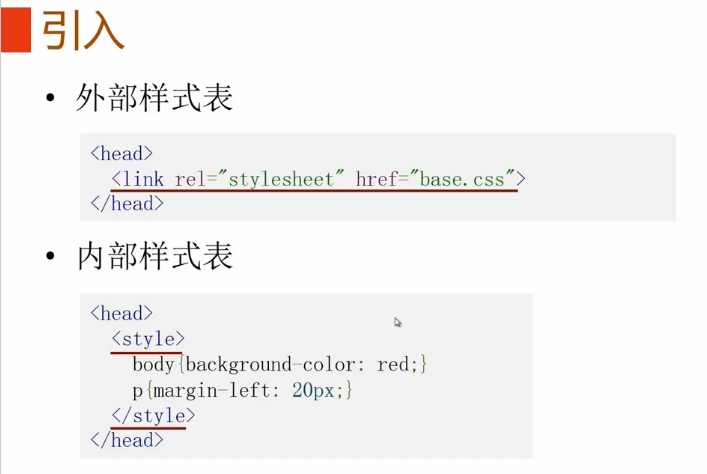 引入
• 外部样式表
<head>
<link rel="stylesheet" href="base.css">
</head>
• 内部样式表
<head>
<style>
body{background-color: red;}
p{margin-left: 20px;}
</style>
</head>